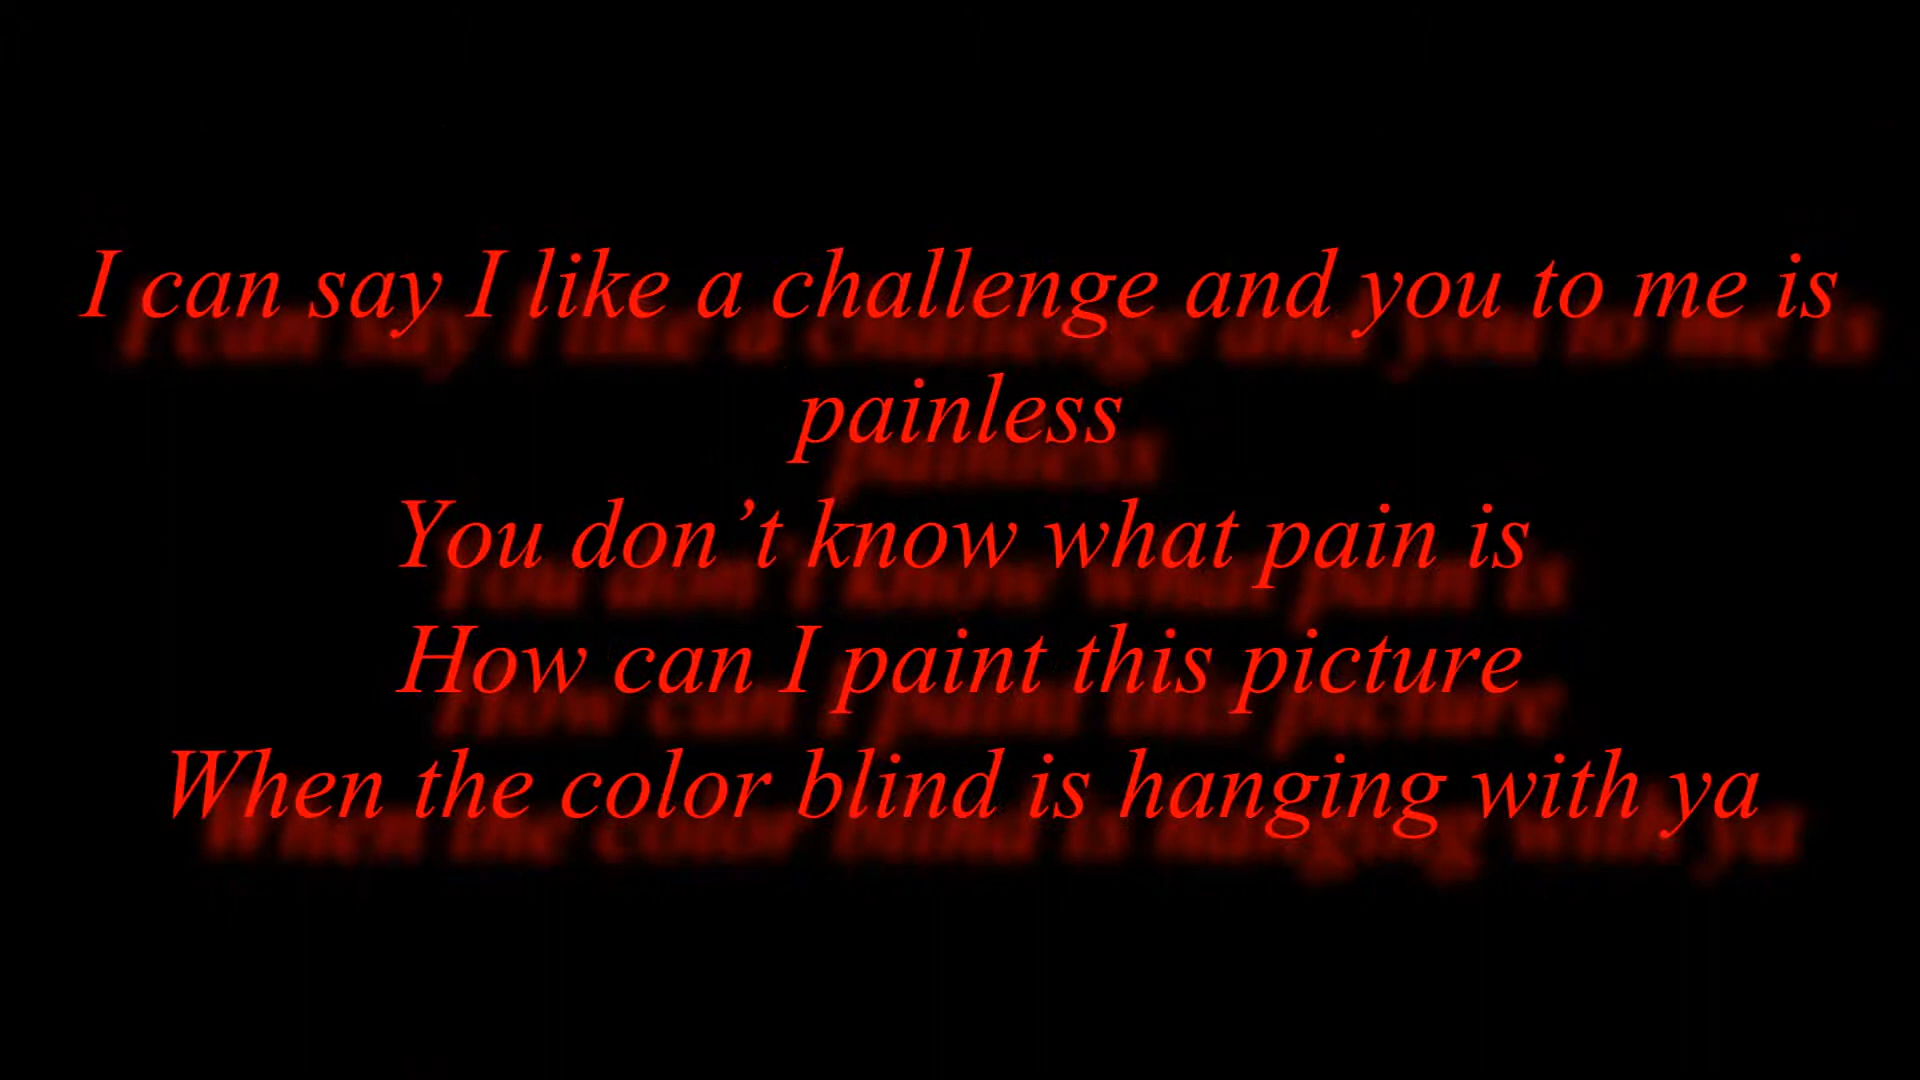 I can say I like a challenge and you to me is
painless
You don’t know what pain is
How can I paint this picture
When the color blind is hanging with ya